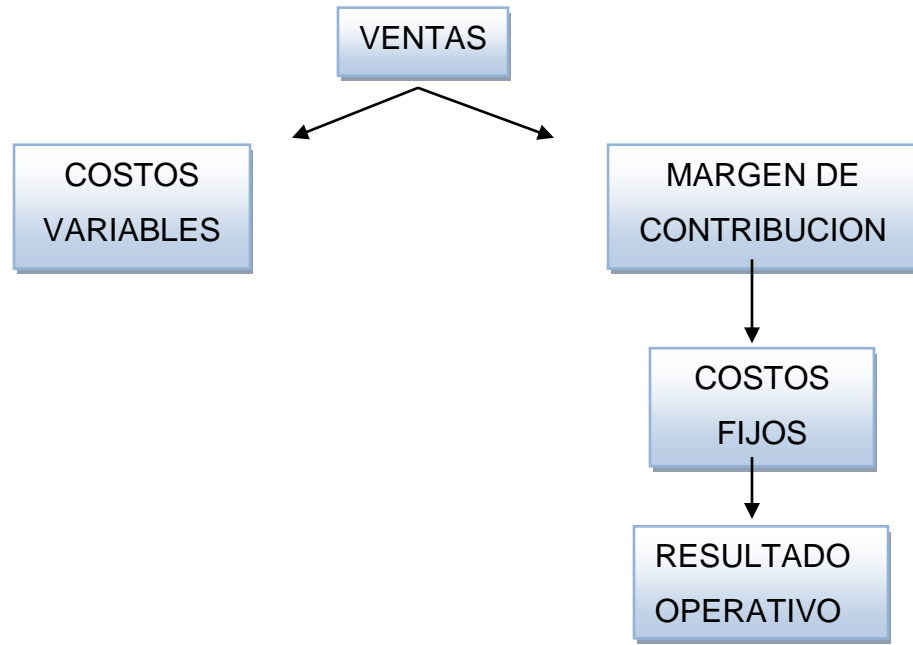 VENTAS
COSTOS
VARIABLES
MARGEN DE
CONTRIBUCION
COSTOS
FIJOS
RESULTADO
OPERATIVO